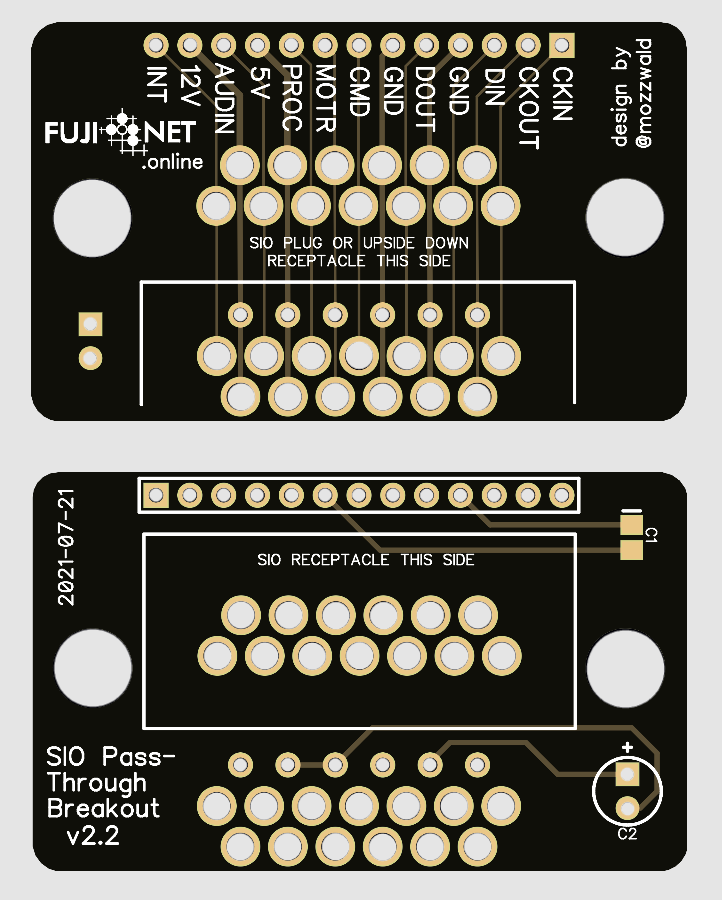 INT 12V AUDIN 5V PROC MOTR CMD GND DOUT GND DIN CKOUT CKIN
design by
@mozzwald
FUJI NET
.online
SIO PLUG OR UPSIDE DOWN
RECEPTACLE THIS SIDE
2021-07-21
C1
SIO RECEPTACLE THIS SIDE
SIO Pass-
Through
Breakout
v2.2
+
C2